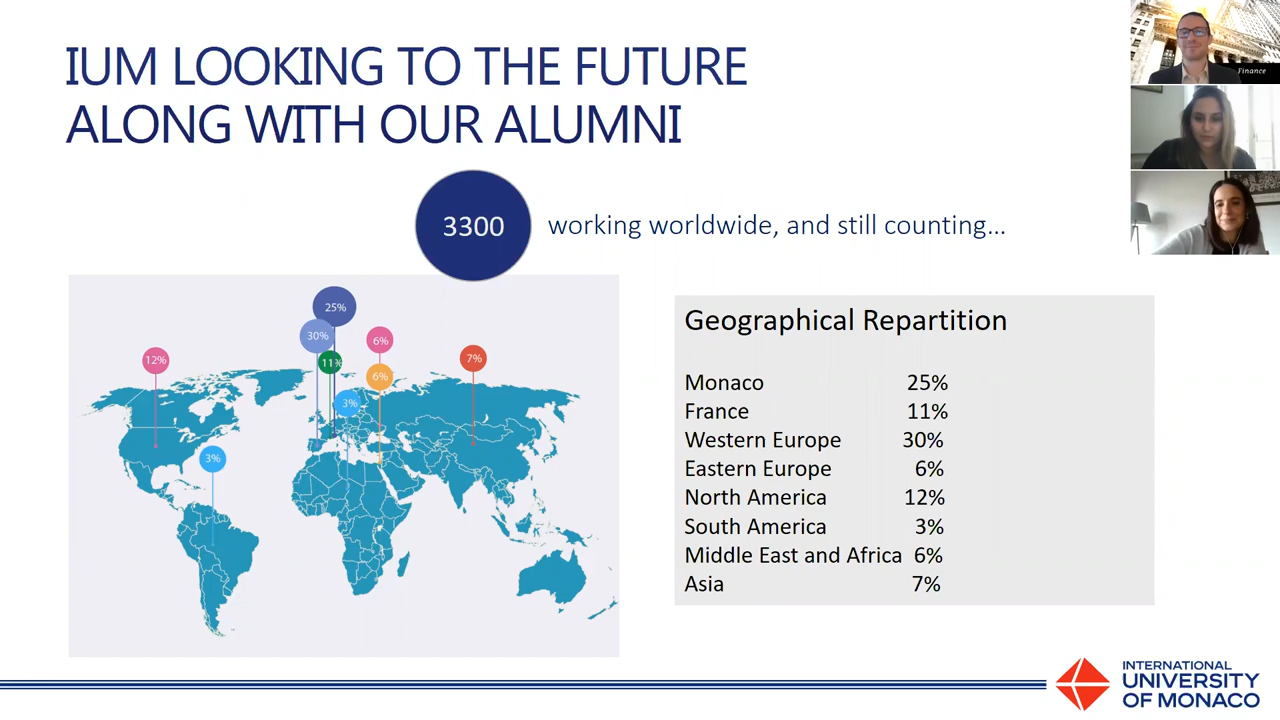 IUM LOOKING TO THE FUTURE
ALONG WITH OUR ALUMNI
Finance
3300 working worldwide, and still counting...
25%
30%
6%
12%
11%
7%
6%
3%
3%
Geographical Repartition
Monaco 25%
France 11%
Western Europe 30%
Eastern Europe 6%
North America 12%
South America 3%
Middle East and Africa 6%
Asia 7%
INTERNATIONAL
UNIVERSITY
OF MONACO